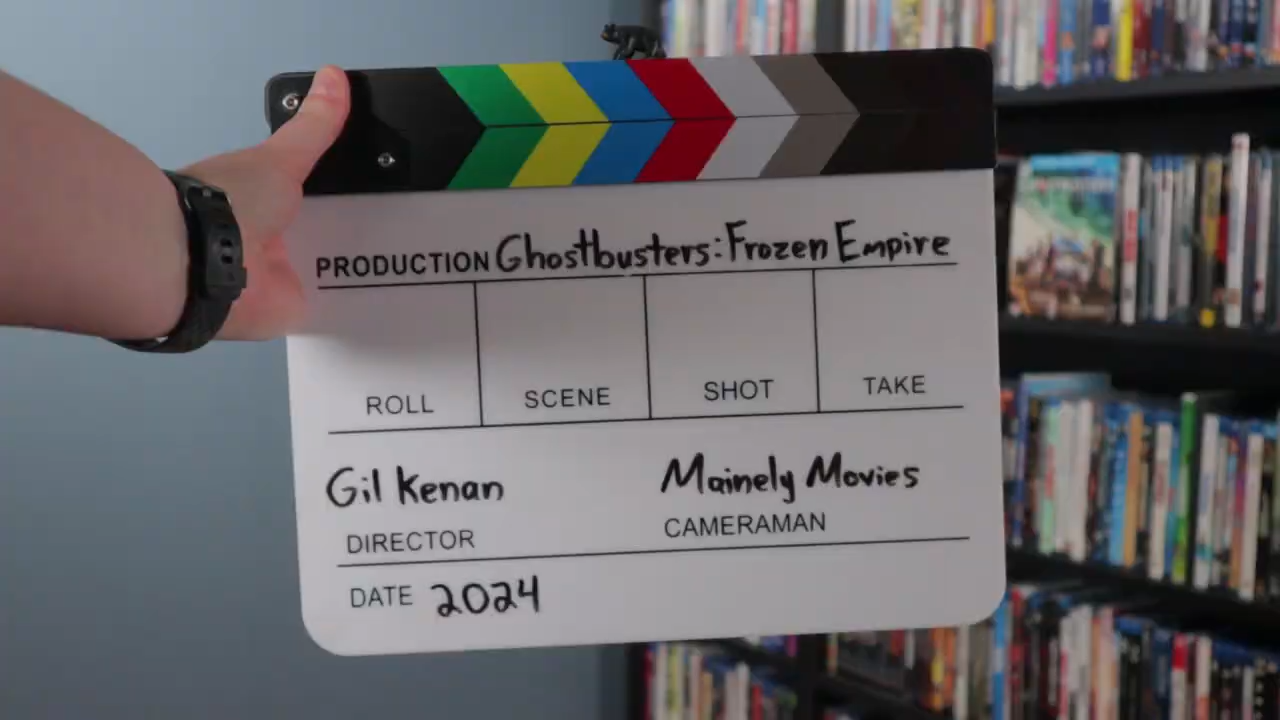 PRODUCTION Ghostbusters: Frozen Empire
ROLL SCENE SHOT TAKE
Gil Kenan Mainely Movies
DIRECTOR CAMERAMAN
DATE 2024